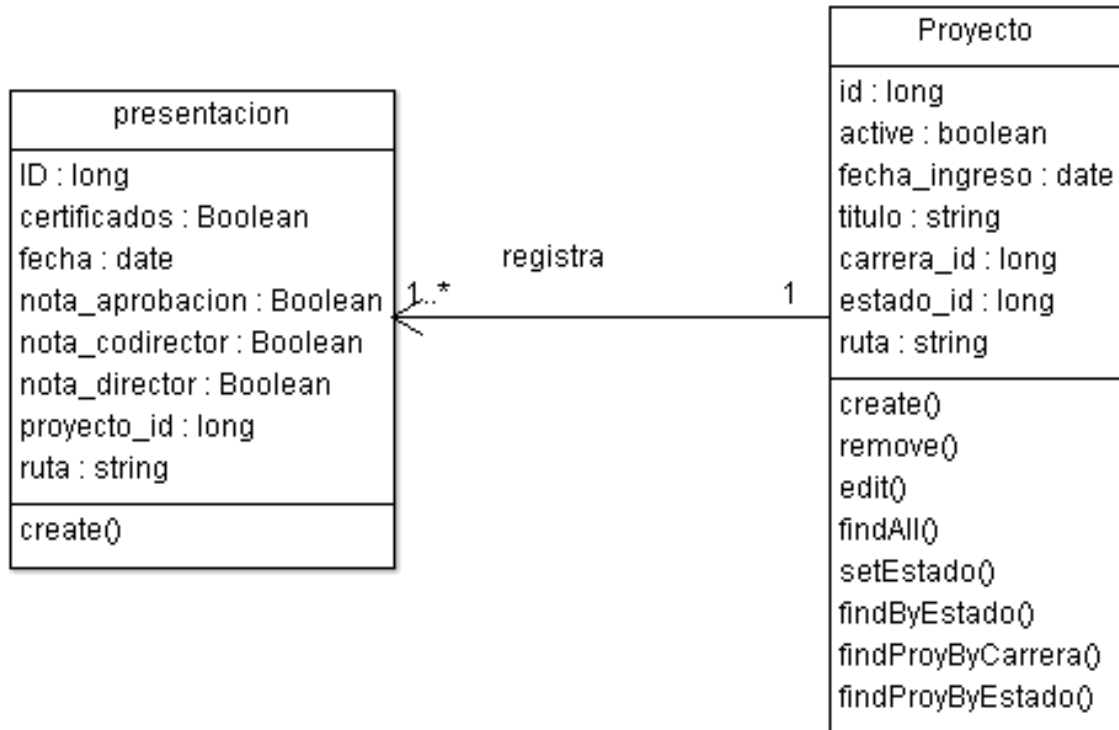 presentacion
ID : long
certificados : Boolean
fecha : date
nota_aprobacion : Boolean
nota_codirector : Boolean
nota_director : Boolean
proyecto_id : long
ruta : string
create()
registra
1..*
1
Proyecto
id : long
active : boolean
fecha_ingreso : date
titulo : string
carrera_id : long
estado_id : long
ruta : string
create()
remove()
edit()
findAll()
setEstado()
findByEstado()
findProyByCarrera()
findProyByEstado()